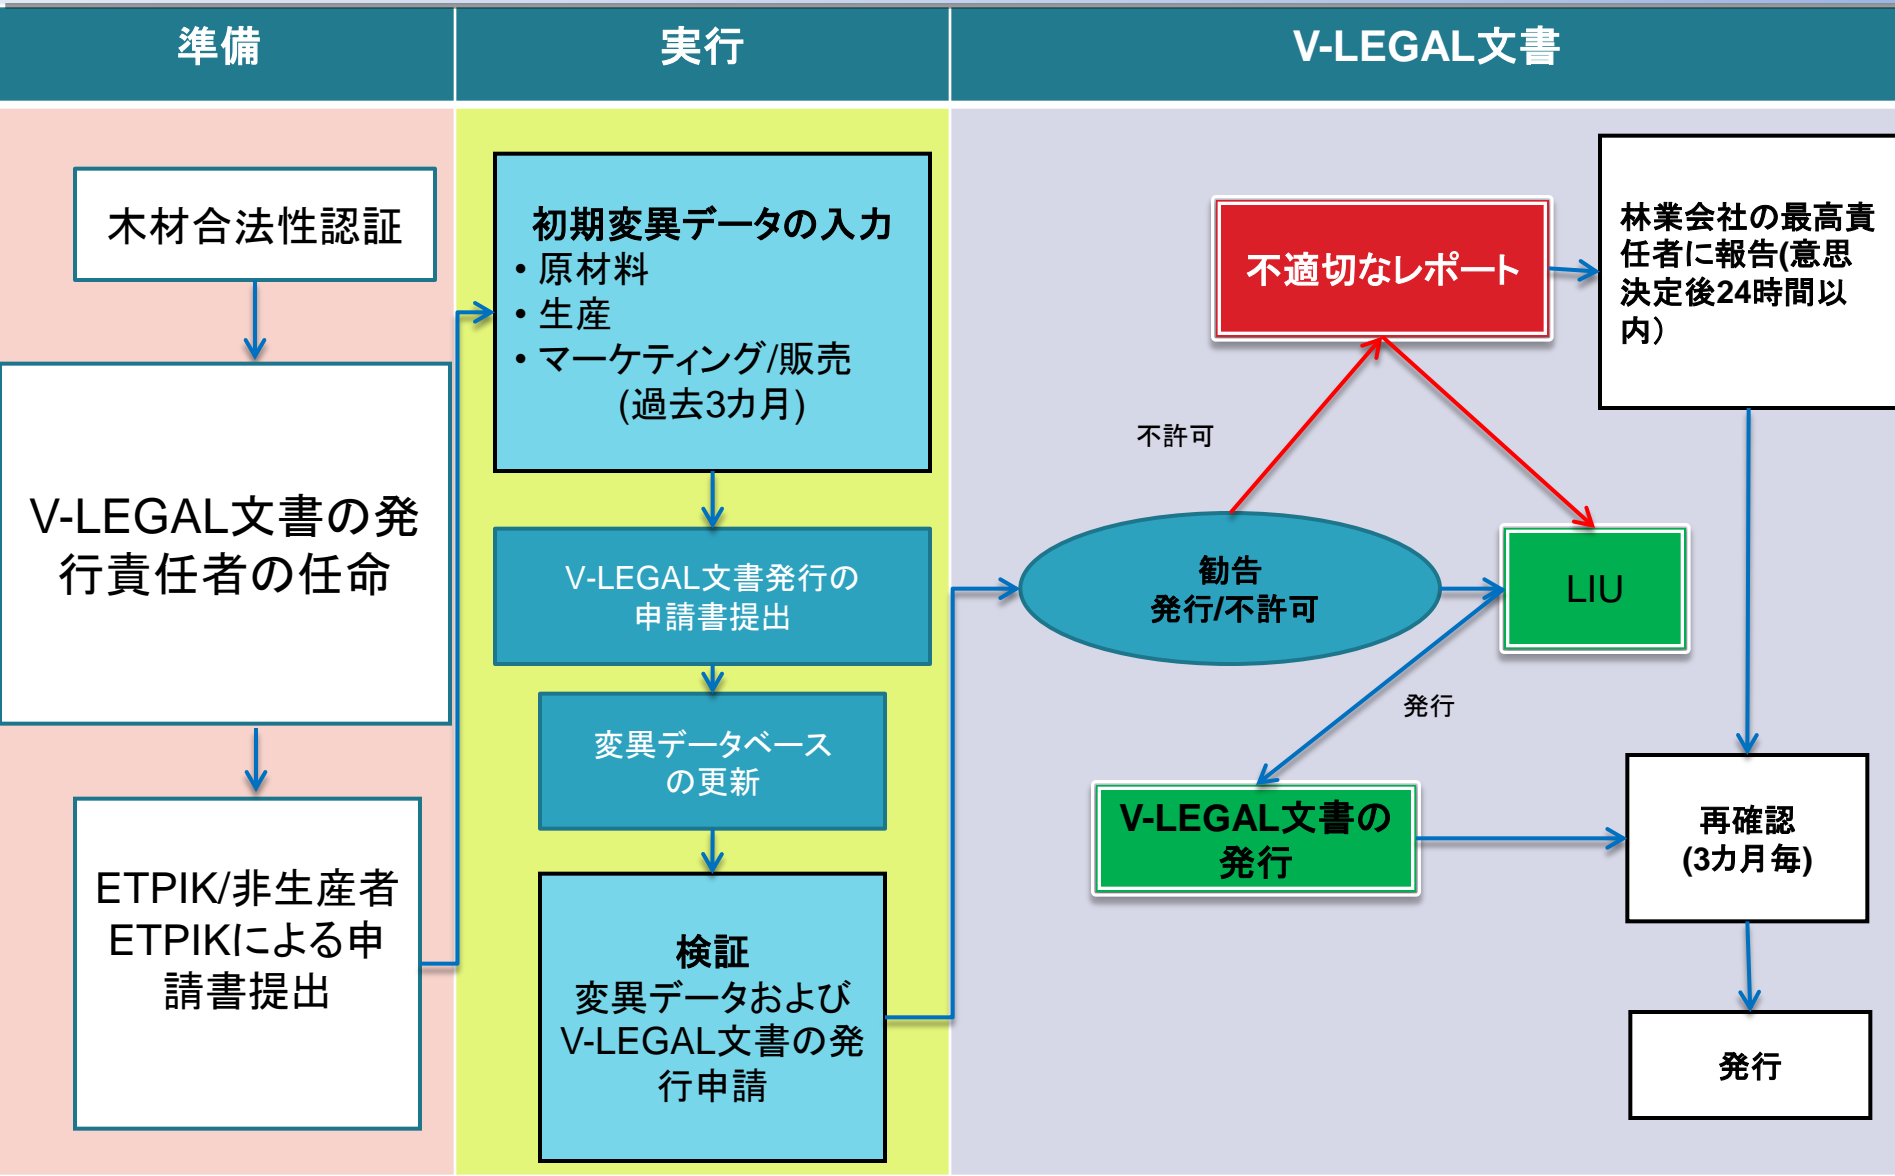 準備
実行
V-LEGAL文書
木材合法性認証
V-LEGAL文書の発
行責任者の任命
ETPIK/非生産者
ETPIKによる申
請書提出
初期変異データの入力
• 原材料
• 生産
• マーケティング/販売
(過去3カ月)
V-LEGAL文書発行の
申請書提出
変異データベース
の更新
検証
変異データおよび
V-LEGAL文書の発
行申請
不適切なレポート
林業会社の最高責
任者に報告(意思
決定後24時間以
内）
不許可
勧告
発行/不許可
LIU
発行
V-LEGAL文書の
発行
再確認
(3カ月毎)
発行